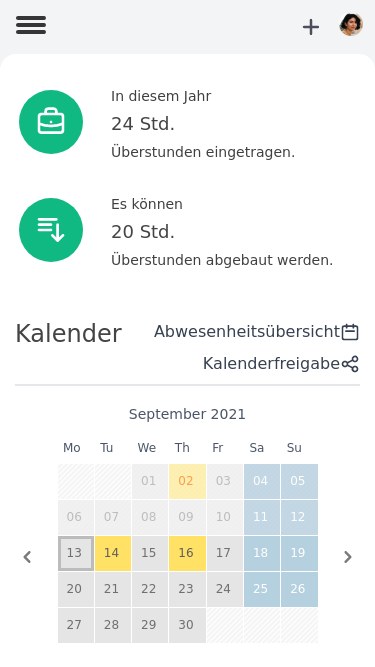 In diesem Jahr
24 Std.
Überstunden eingetragen.
Es können
20 Std.
Überstunden abgebaut werden.
Kalender
Abwesenheitsübersicht
Kalenderfreigabe
September 2021
Mo Tu We Th Fr Sa Su
01 02 03 04 05
06 07 08 09 10 11 12
13 14 15 16 17 18 19
20 21 22 23 24 25 26
27 28 29 30